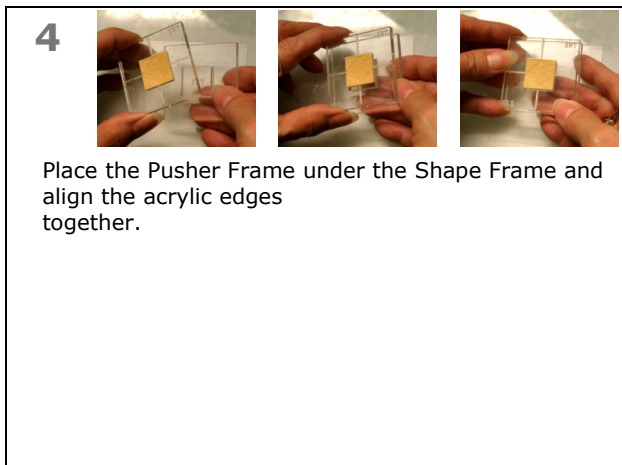 4
Place the Pusher Frame under the Shape Frame and
align the acrylic edges
together.